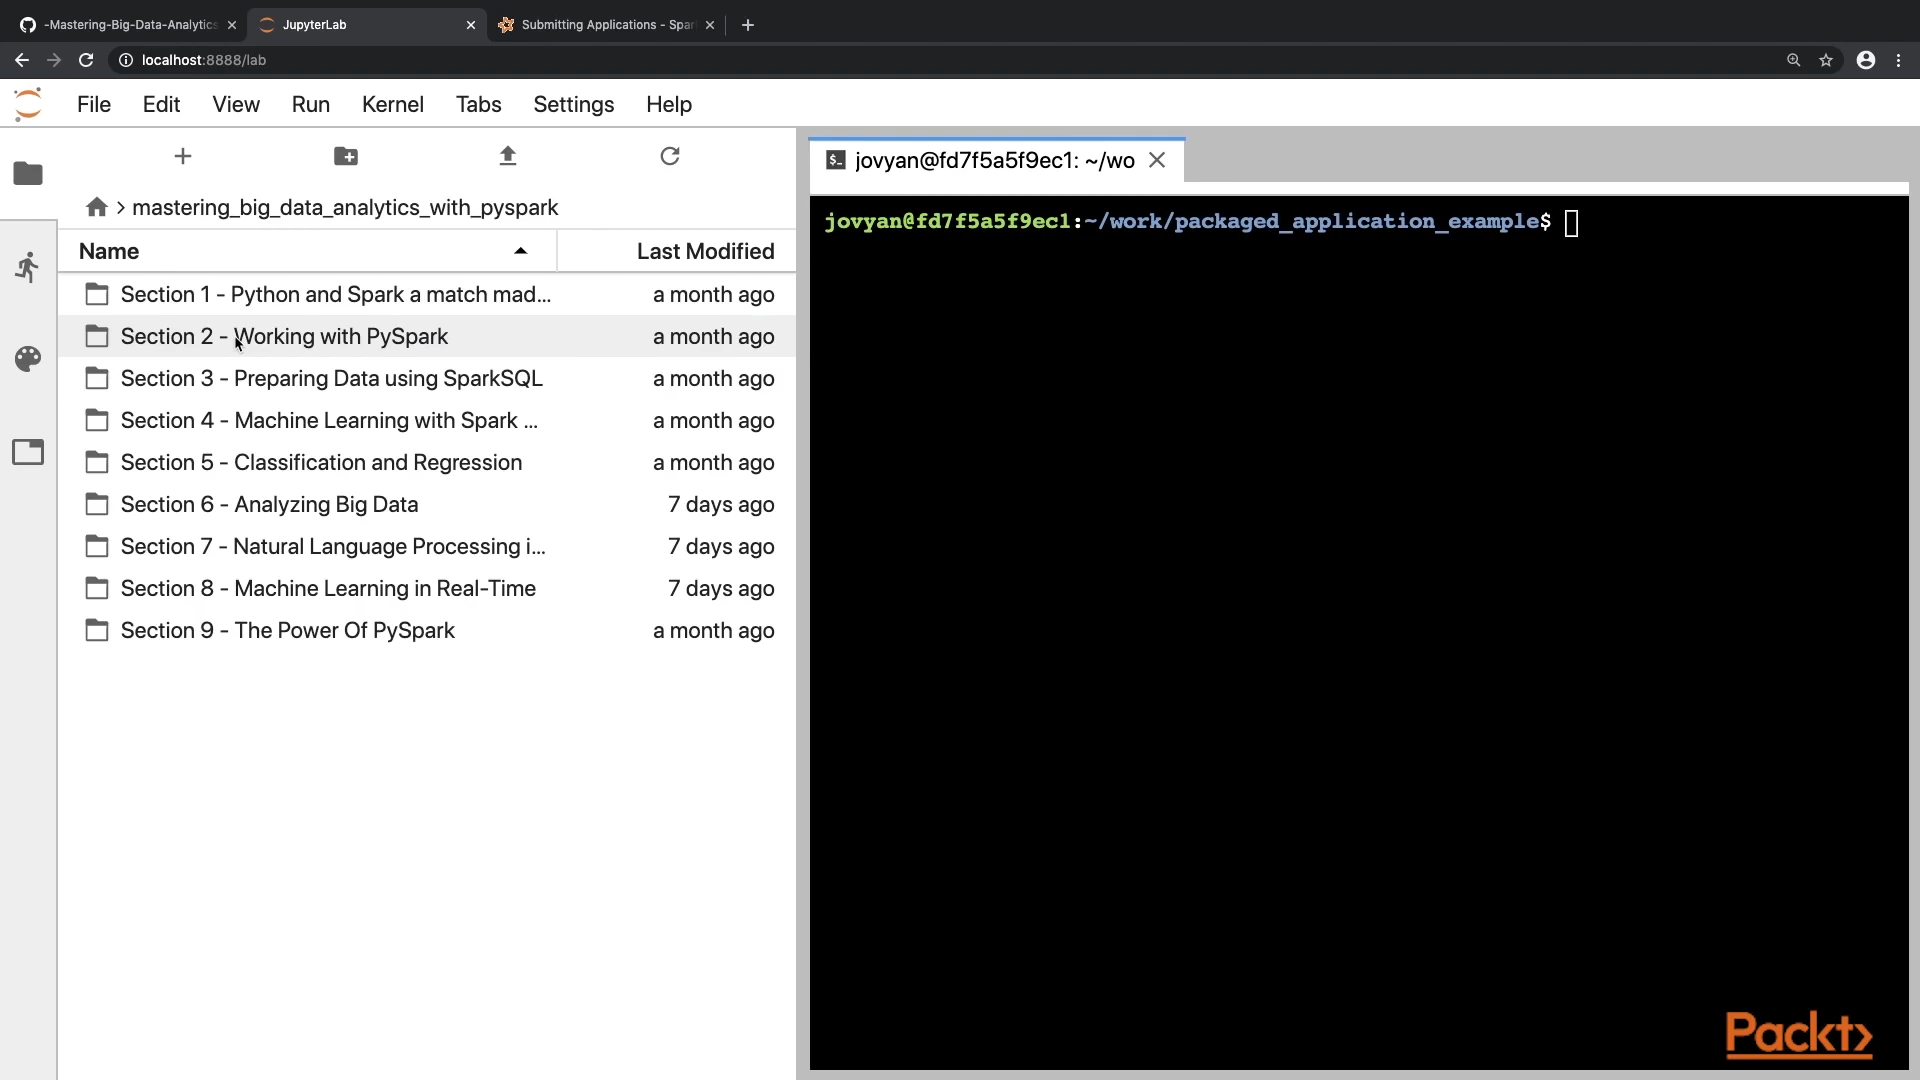 -Mastering-Big-Data-Analytics
JupyterLab
Submitting Applications - Spar
localhost:8888/lab
File Edit View Run Kernel Tabs Settings Help
mastering_big_data_analytics_with_pyspark
Name Last Modified
Section 1 - Python and Spark a match mad... a month ago
Section 2 - Working with PySpark a month ago
Section 3 - Preparing Data using SparkSQL a month ago
Section 4 - Machine Learning with Spark ... a month ago
Section 5 - Classification and Regression a month ago
Section 6 - Analyzing Big Data 7 days ago
Section 7 - Natural Language Processing i... 7 days ago
Section 8 - Machine Learning in Real-Time 7 days ago
Section 9 - The Power Of PySpark a month ago
$_ jovyan@fd7f5a5f9ec1: ~/wo
jovyan@fd7f5a5f9ec1:~/work/packaged_application_example$
Packt>